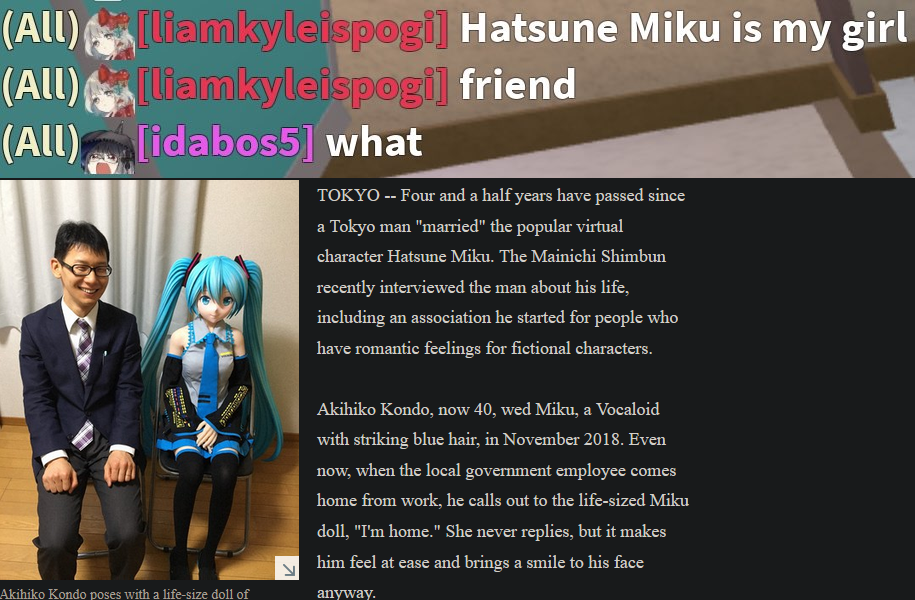 (All) [liamkyleispogi] Hatsune Miku is my girl
(All) [liamkyleispogi] friend
(All) [idabos5] what
TOKYO -- Four and a half years have passed since
a Tokyo man "married" the popular virtual
character Hatsune Miku. The Mainichi Shimbun
recently interviewed the man about his life,
including an association he started for people who
have romantic feelings for fictional characters.
Akihiko Kondo, now 40, wed Miku, a Vocaloid
with striking blue hair, in November 2018. Even
now, when the local government employee comes
home from work, he calls out to the life-sized Miku
doll, "I'm home." She never replies, but it makes
him feel at ease and brings a smile to his face
anyway.
Akihiko Kondo poses with a life-size doll of